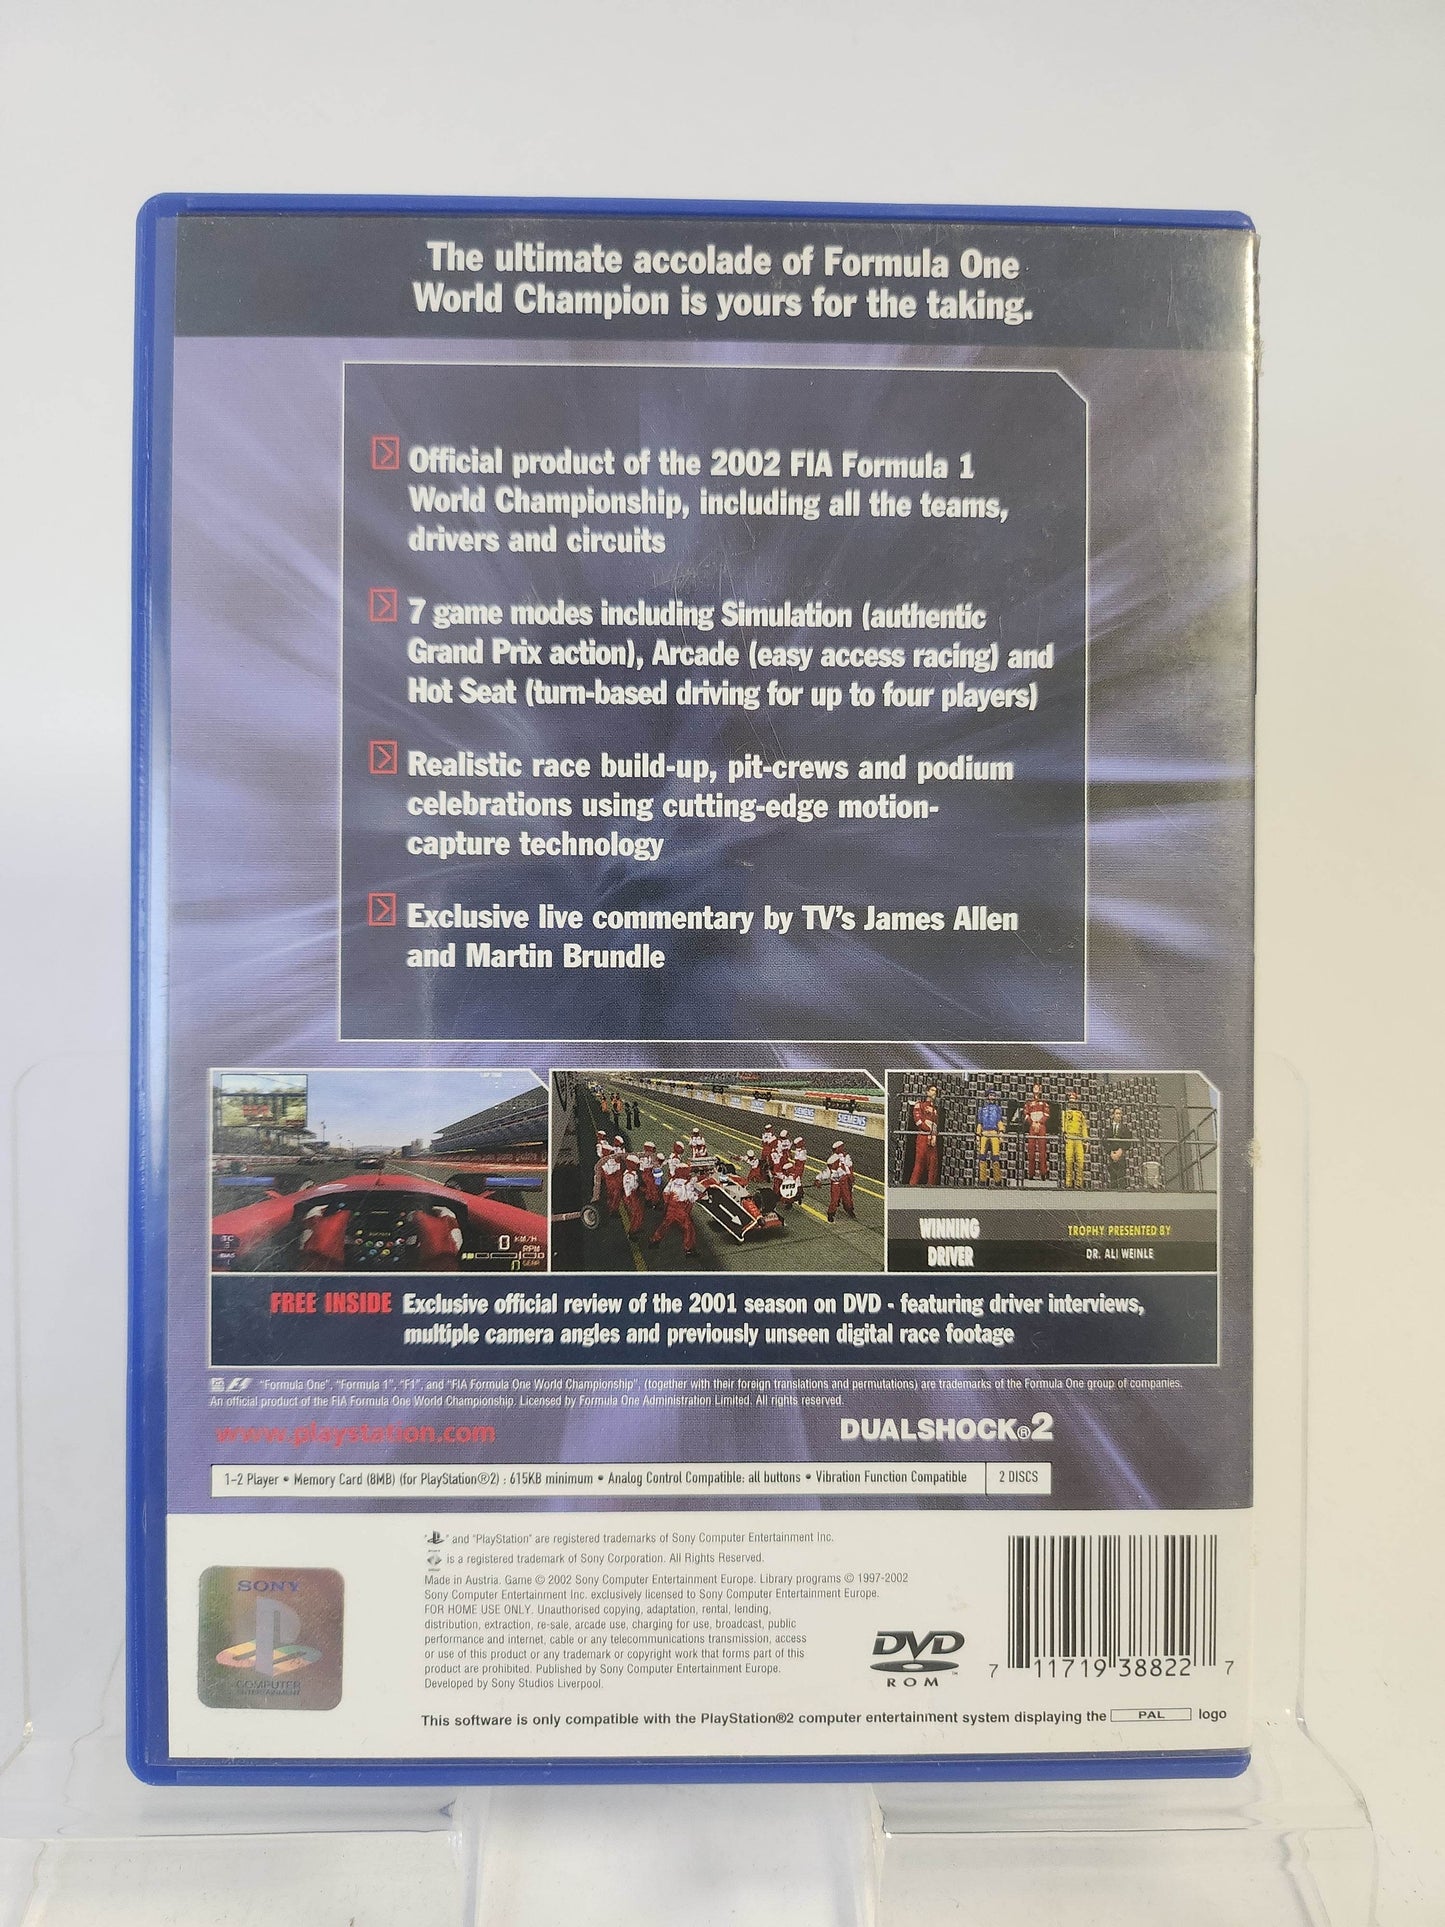 The ultimate accolade of Formula One
World Champion is yours for the taking.
Official product of the 2002 FIA Formula 1
World Championship, including all the teams,
drivers and circuits
7 game modes including Simulation (authentic
Grand Prix action), Arcade (easy access racing) and
Hot Seat (turn-based driving for up to four players)
Realistic race build-up, pit-crews and podium
celebrations using cutting-edge motion-
capture technology
Exclusive live commentary by TV's James Allen
and Martin Brundle
0 KM/H
RPM
GEAR
SIEMENS
SIEMENS
WINNING
DRIVER
TROPHY PRESENTED BY
DR. ALI WEINLE
FREE INSIDE Exclusive official review of the 2001 season on DVD - featuring driver interviews,
multiple camera angles and previously unseen digital race footage
"Formula One", "Formula 1", "F1", and "FIA Formula One World Championship", (together with their foreign translations and permutations) are trademarks of the Formula One group of companies.
An official product of the FIA Formula One World Championship. Licensed by Formula One Administration Limited. All rights reserved.
www.playstation.com
DUALSHOCK®2
1-2 Player • Memory Card (8MB) (for PlayStation®2) : 615KB minimum • Analog Control Compatible: all buttons • Vibration Function Compatible
2 DISCS
" " and "PlayStation" are registered trademarks of Sony Computer Entertainment Inc.
is a registered trademark of Sony Corporation. All Rights Reserved.
Made in Austria. Game © 2002 Sony Computer Entertainment Europe. Library programs © 1997-2002
Sony Computer Entertainment Inc. exclusively licensed to Sony Computer Entertainment Europe.
FOR HOME USE ONLY. Unauthorised copying, adaptation, rental, lending,
distribution, extraction, re-sale, arcade use, charging for use, broadcast, public
performance and internet, cable or any telecommunications transmission, access
or use of this product or any trademark or copyright work that forms part of this
product are prohibited. Published by Sony Computer Entertainment Europe.
Developed by Sony Studios Liverpool.
SONY
COMPUTER
ENTERTAINMENT
DVD
ROM
7 11719 38822 7
This software is only compatible with the PlayStation®2 computer entertainment system displaying the PAL logo